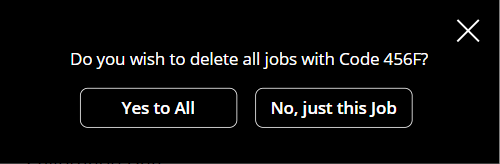 Do you wish to delete all jobs with Code 456F?
Yes to All
No, just this Job